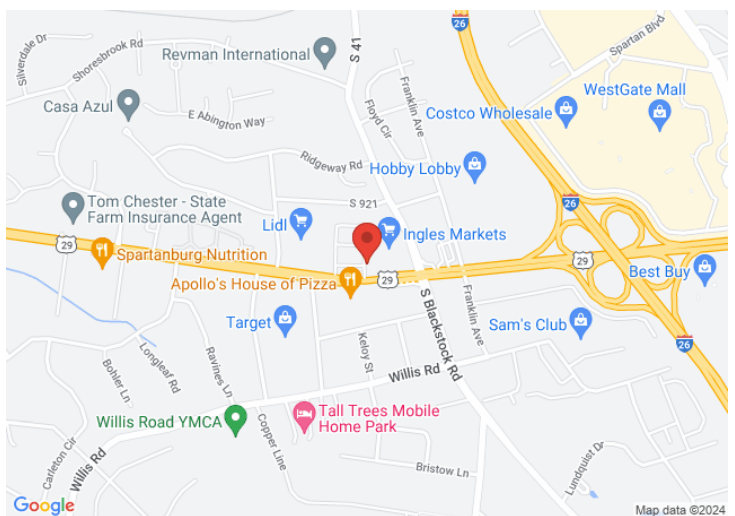 Silverdale Dr
Shoresbrook Rd
Revman International
S 41
26
Spartan Blvd
WestGate Mall
Costco Wholesale
Casa Azul
E Abington Way
Floyd Cir
Franklin Ave
Ridgeway Rd
Hobby Lobby
S 921
26
Tom Chester - State
Farm Insurance Agent
Lidl
Ingles Markets
29
Spartanburg Nutrition
29
29
Apollo's House of Pizza
Best Buy
Target
S Blackstock Rd
Franklin Ave
Sam's Club
26
Keloy St
Longleaf Rd
Bohler Ln
Ravines Ln
Willis Rd
Willis Road YMCA
Tall Trees Mobile
Home Park
Carleton Cir
Willis Rd
Copper Line
Bristow Ln
Lundquist Dr
Google
Map data ©2024